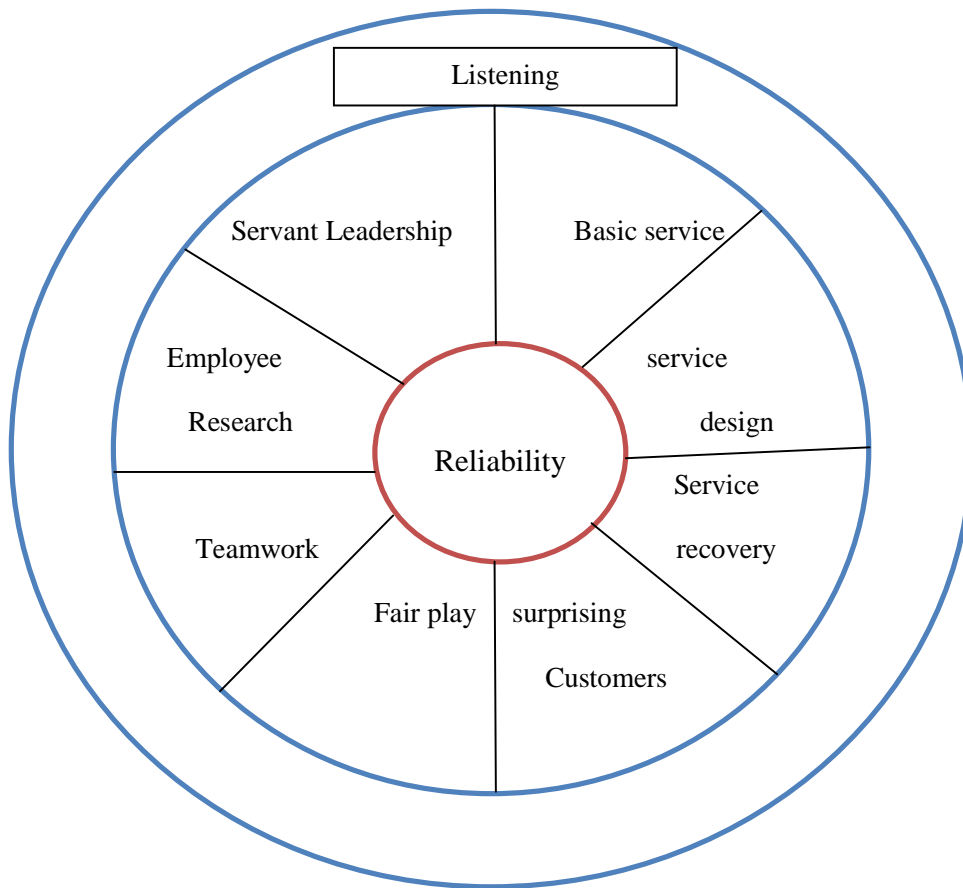 Listening
Servant Leadership
Basic service
Employee
Research
service
design
Reliability
Service
recovery
Teamwork
Fair play
surprising
Customers